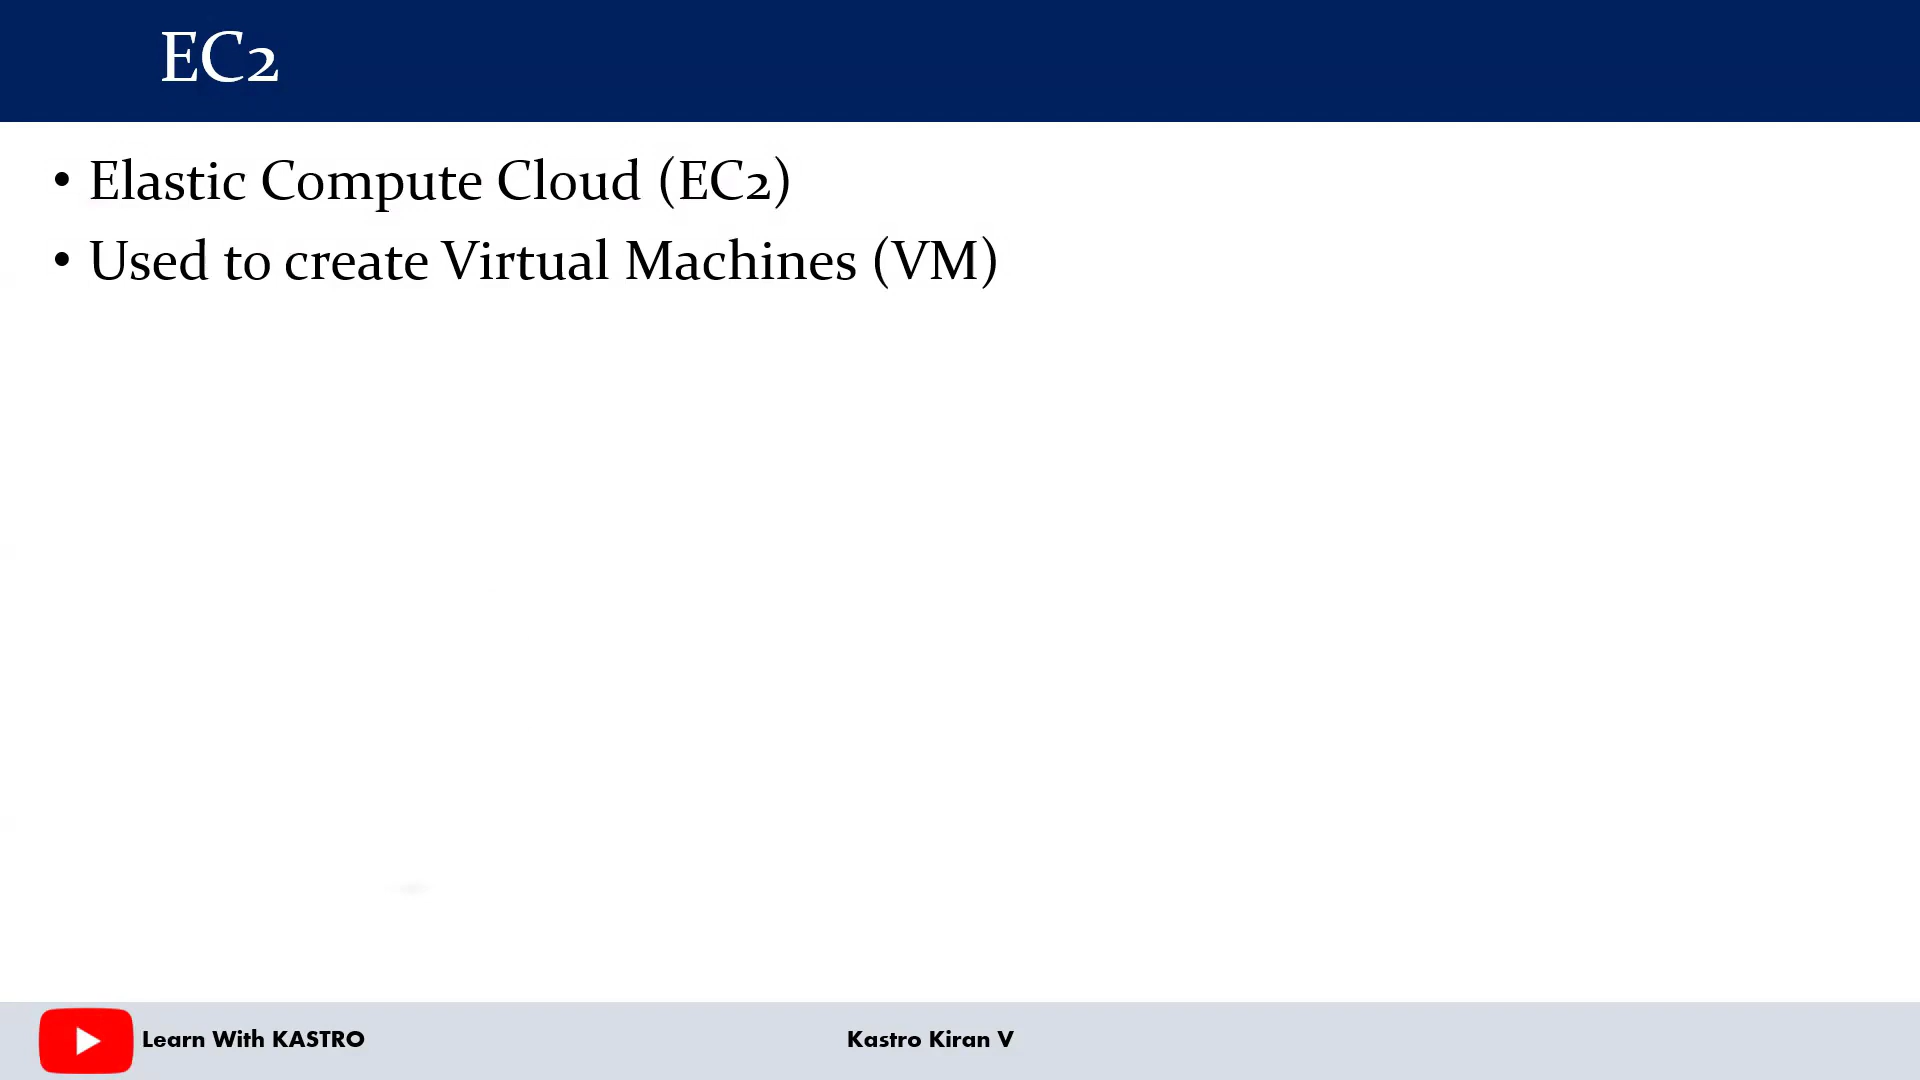 EC2
• Elastic Compute Cloud (EC2)
• Used to create Virtual Machines (VM)
Learn With KASTRO
Kastro Kiran V